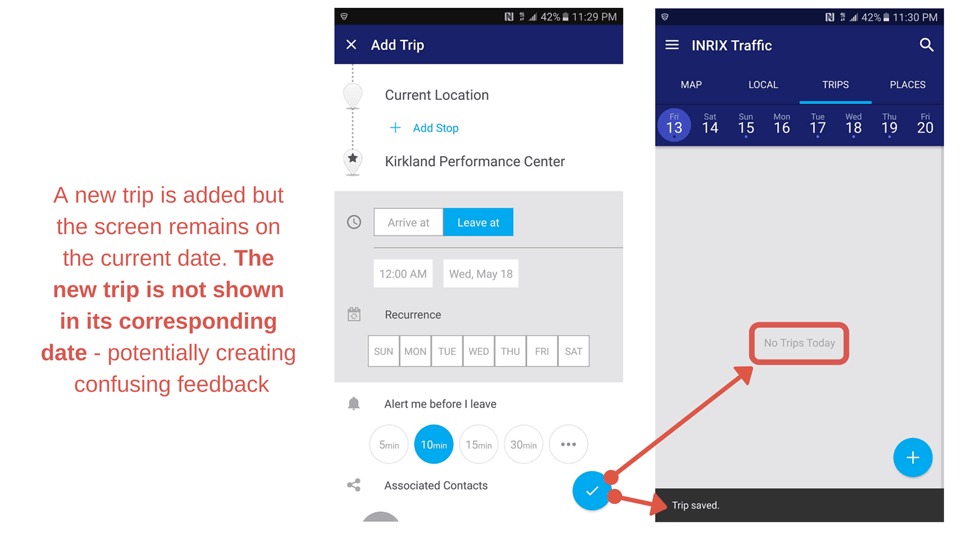 A new trip is added but
the screen remains on
the current date. The
new trip is not shown
in its corresponding
date - potentially creating
confusing feedback
42% 11:29 PM
Add Trip
Current Location
+ Add Stop
Kirkland Performance Center
Arrive at Leave at
12:00 AM Wed, May 18
Recurrence
SUN MON TUE WED THU FRI SAT
Alert me before I leave
5min 10min 15min 30min •••
Associated Contacts
42% 11:30 PM
INRIX Traffic
MAP LOCAL TRIPS PLACES
Fri Sat Sun Mon Tue Wed Thu Fri
13 14 15 16 17 18 19 20
No Trips Today
+
Trip saved.